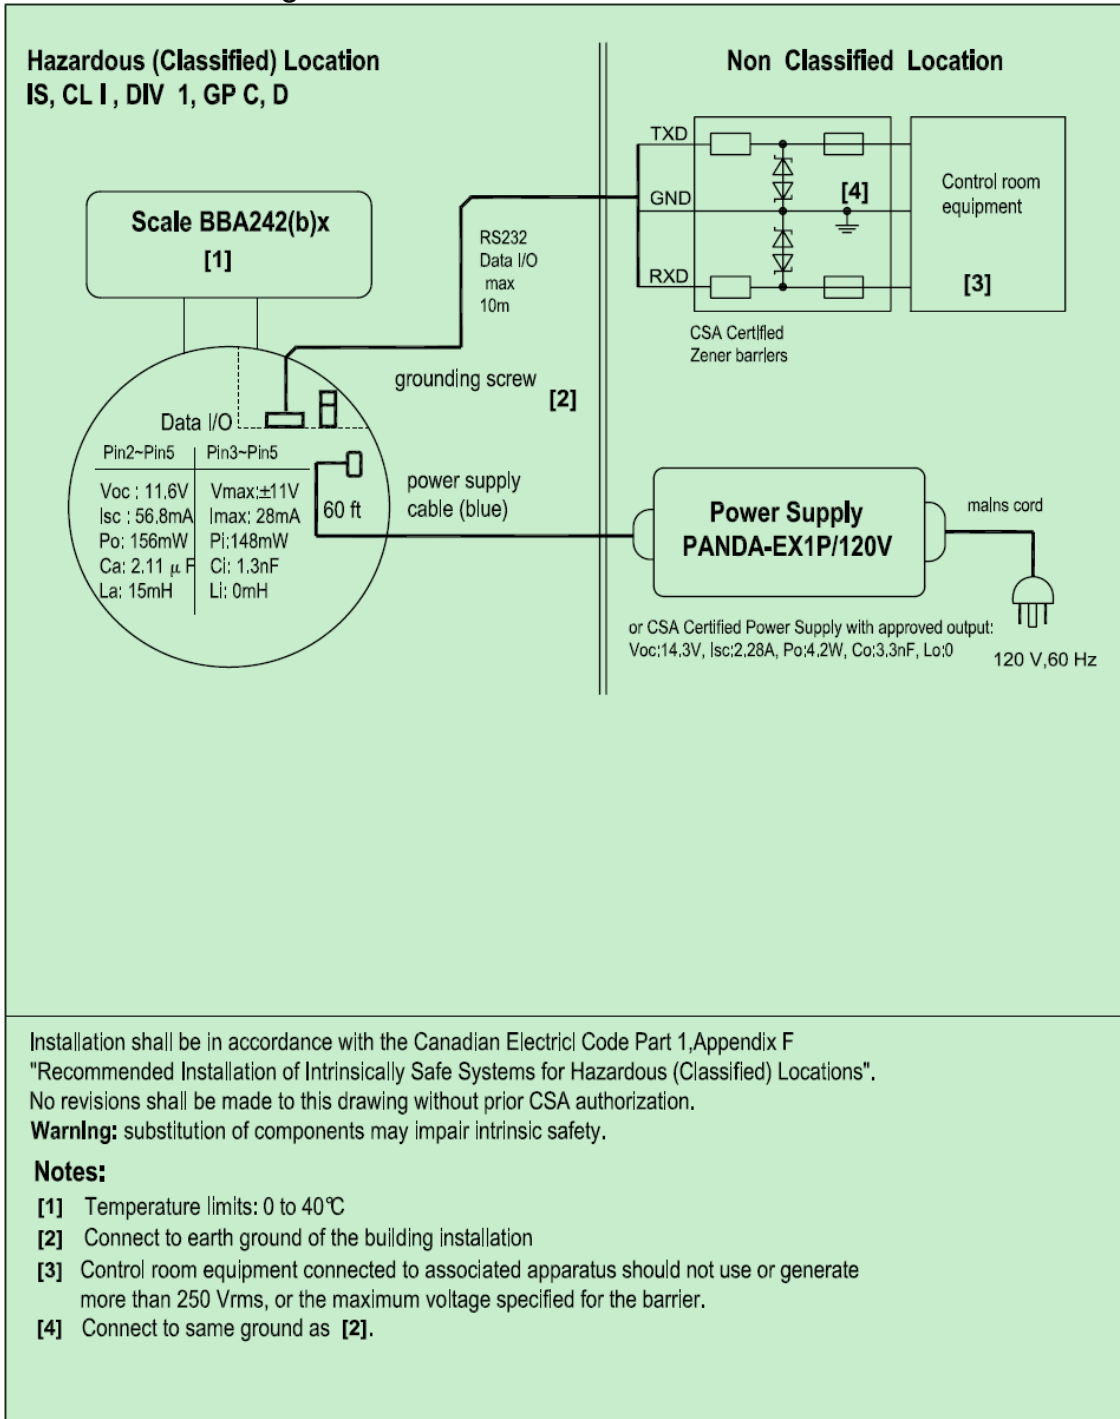 Hazardous (Classified) Location
IS, CL I , DIV 1, GP C, D
Non Classified Location
Scale BBA242(b)x
[1]
RS232
Data I/O
max
10m
TXD
GND
RXD
[4]
Control room
equipment
[3]
CSA Certified
Zener barriers
grounding screw
[2]
Data I/O
Pin2~Pin5
Pin3~Pin5
Voc : 11,6V
Vmax:±11V
Isc : 56,8mA
Imax: 28mA
Po: 156mW
Pi:148mW
Ca: 2.11 μ F
Ci: 1.3nF
La: 15mH
Li: 0mH
60 ft
power supply
cable (blue)
Power Supply
PANDA-EX1P/120V
mains cord
or CSA Certified Power Supply with approved output:
Voc:14,3V, Isc:2,28A, Po:4,2W, Co:3,3nF, Lo:0
120 V,60 Hz
Installation shall be in accordance with the Canadian Electricl Code Part 1,Appendix F
"Recommended Installation of Intrinsically Safe Systems for Hazardous (Classified) Locations".
No revisions shall be made to this drawing without prior CSA authorization.
Warning: substitution of components may impair intrinsic safety.
Notes:
[1] Temperature limits: 0 to 40℃
[2] Connect to earth ground of the building installation
[3] Control room equipment connected to associated apparatus should not use or generate
more than 250 Vrms, or the maximum voltage specified for the barrier.
[4] Connect to same ground as [2].